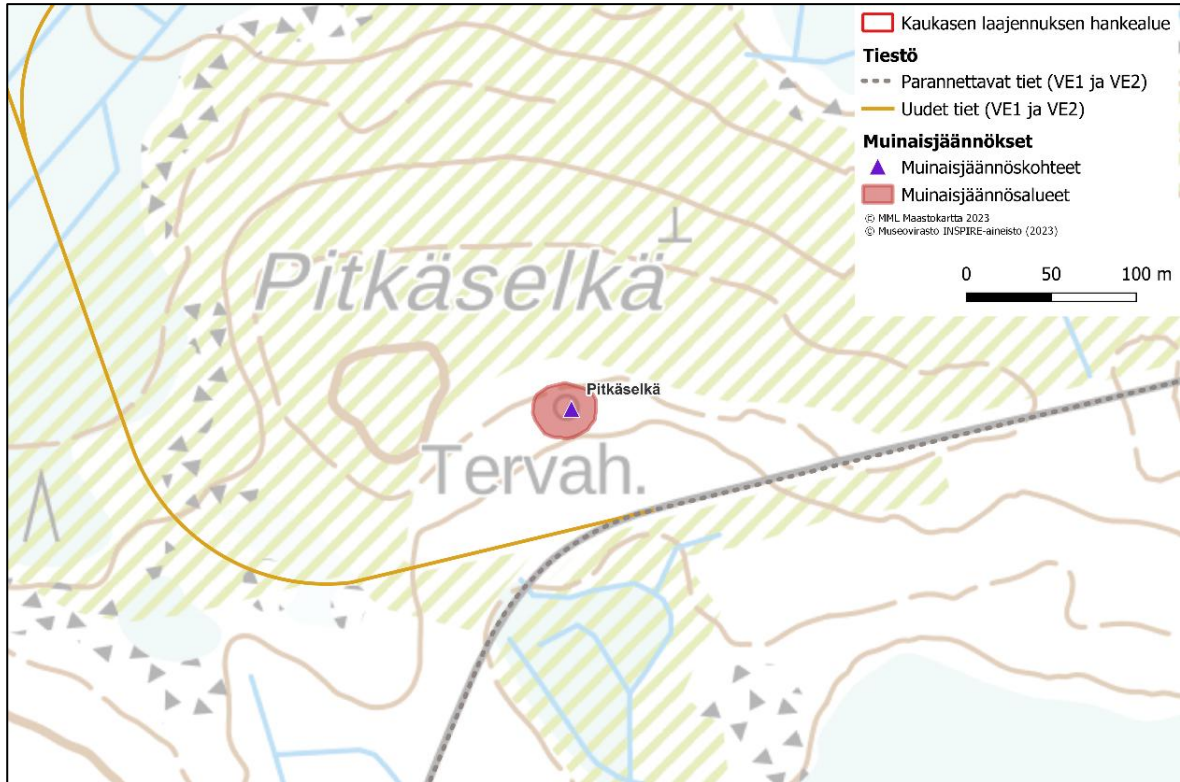 Kaukasen laajennuksen hankealue
Tiestö
Parannettavat tiet (VE1 ja VE2)
Uudet tiet (VE1 ja VE2)
Muinaisjäännökset
Muinaisjäännöskohteet
Muinaisjäännösalueet
© MML Maastokartta 2023
© Museovirasto INSPIRE-aineisto (2023)
0 50 100 m
Pitkäselkä
Pitkäselkä
Tervah.